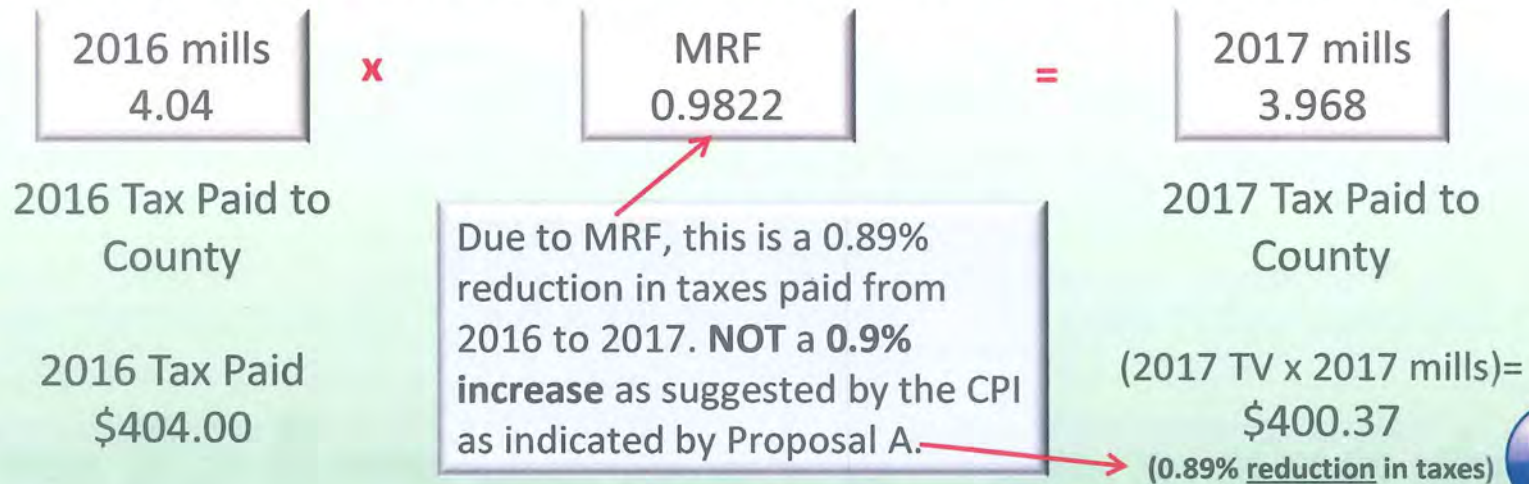 2016 mills
4.04
x
MRF
0.9822
=
2017 mills
3.968
2016 Tax Paid to
County
2016 Tax Paid
$404.00
Due to MRF, this is a 0.89%
reduction in taxes paid from
2016 to 2017. NOT a 0.9%
increase as suggested by the CPI
as indicated by Proposal A.
2017 Tax Paid to
County
(2017 TV x 2017 mills)=
$400.37
(0.89% reduction in taxes)